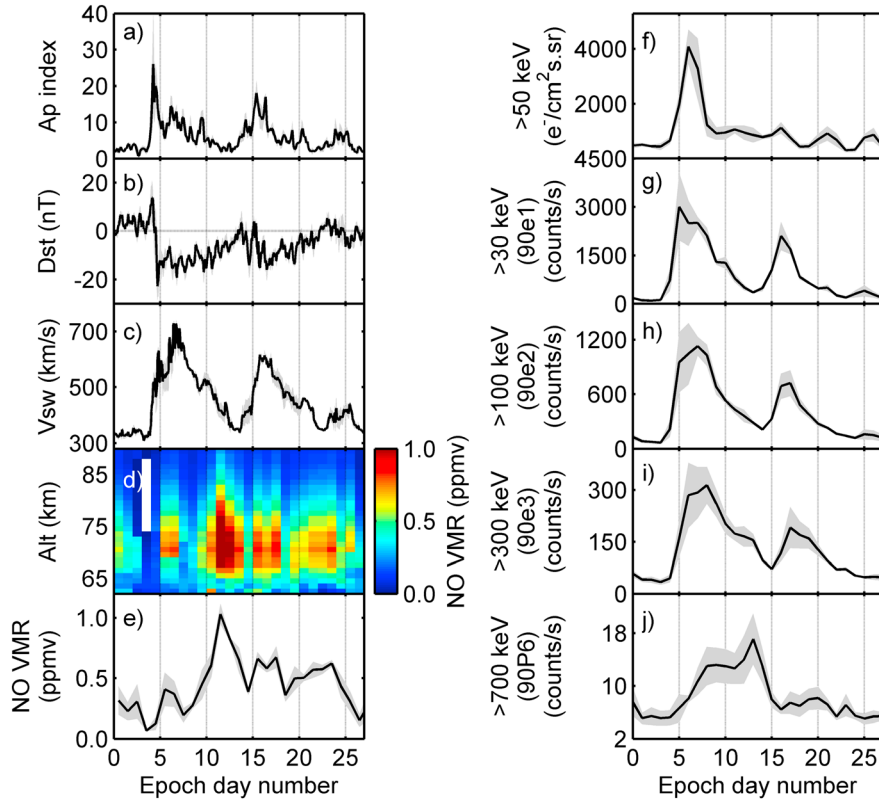 a)
Ap index
40
30
20
10
0
b)
Dst (nT)
20
0
-20
c)
Vsw (km/s)
700
500
300
d)
Alt (km)
85
75
65
1.0
0.5
0.0
NO VMR (ppmv)
e)
NO VMR
(ppmv)
1.0
0.5
0.0
0 5 10 15 20 25
Epoch day number
f)
>50 keV
(e⁻/cm²s.sr)
4000
2000
0
g)
>30 keV
(90e1)
(counts/s)
4500
3000
1500
0
h)
>100 keV
(90e2)
(counts/s)
1200
600
0
i)
>300 keV
(90e3)
(counts/s)
300
150
0
j)
>700 keV
(90P6)
(counts/s)
18
10
2
0 5 10 15 20 25
Epoch day number